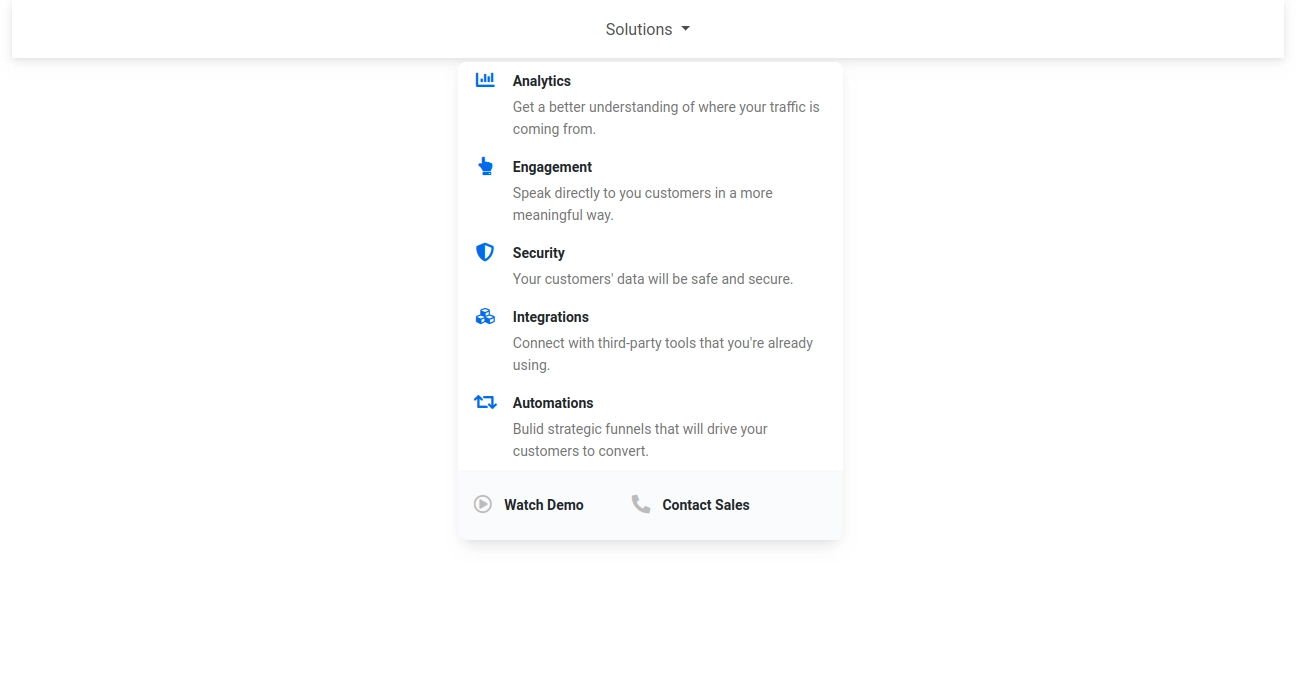 Solutions
Analytics
Get a better understanding of where your traffic is
coming from.
Engagement
Speak directly to you customers in a more
meaningful way.
Security
Your customers' data will be safe and secure.
Integrations
Connect with third-party tools that you're already
using.
Automations
Bulid strategic funnels that will drive your
customers to convert.
Watch Demo
Contact Sales